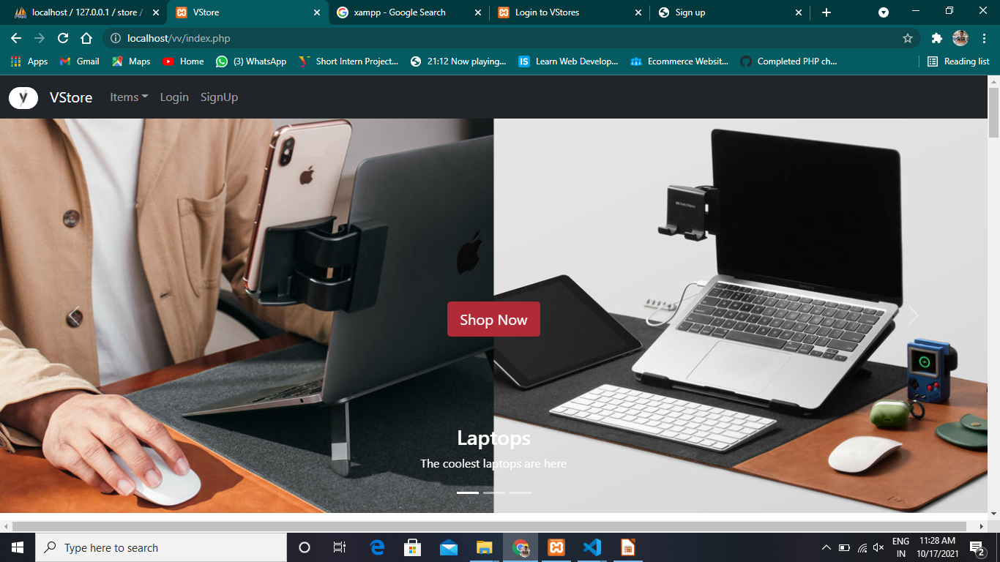 localhost / 127.0.0.1 / store /
VStore
xampp - Google Search
Login to VStores
Sign up
localhost/vv/index.php
Apps
Gmail
Maps
Home
(3) WhatsApp
Short Intern Project...
21:12 Now playing...
IS
Learn Web Develop...
Ecommerce Websit...
Completed PHP ch...
Reading list
VStore
Items
Login
SignUp
Shop Now
Laptops
The coolest laptops are here
Type here to search
ENG
IN
11:28 AM
10/17/2021
2